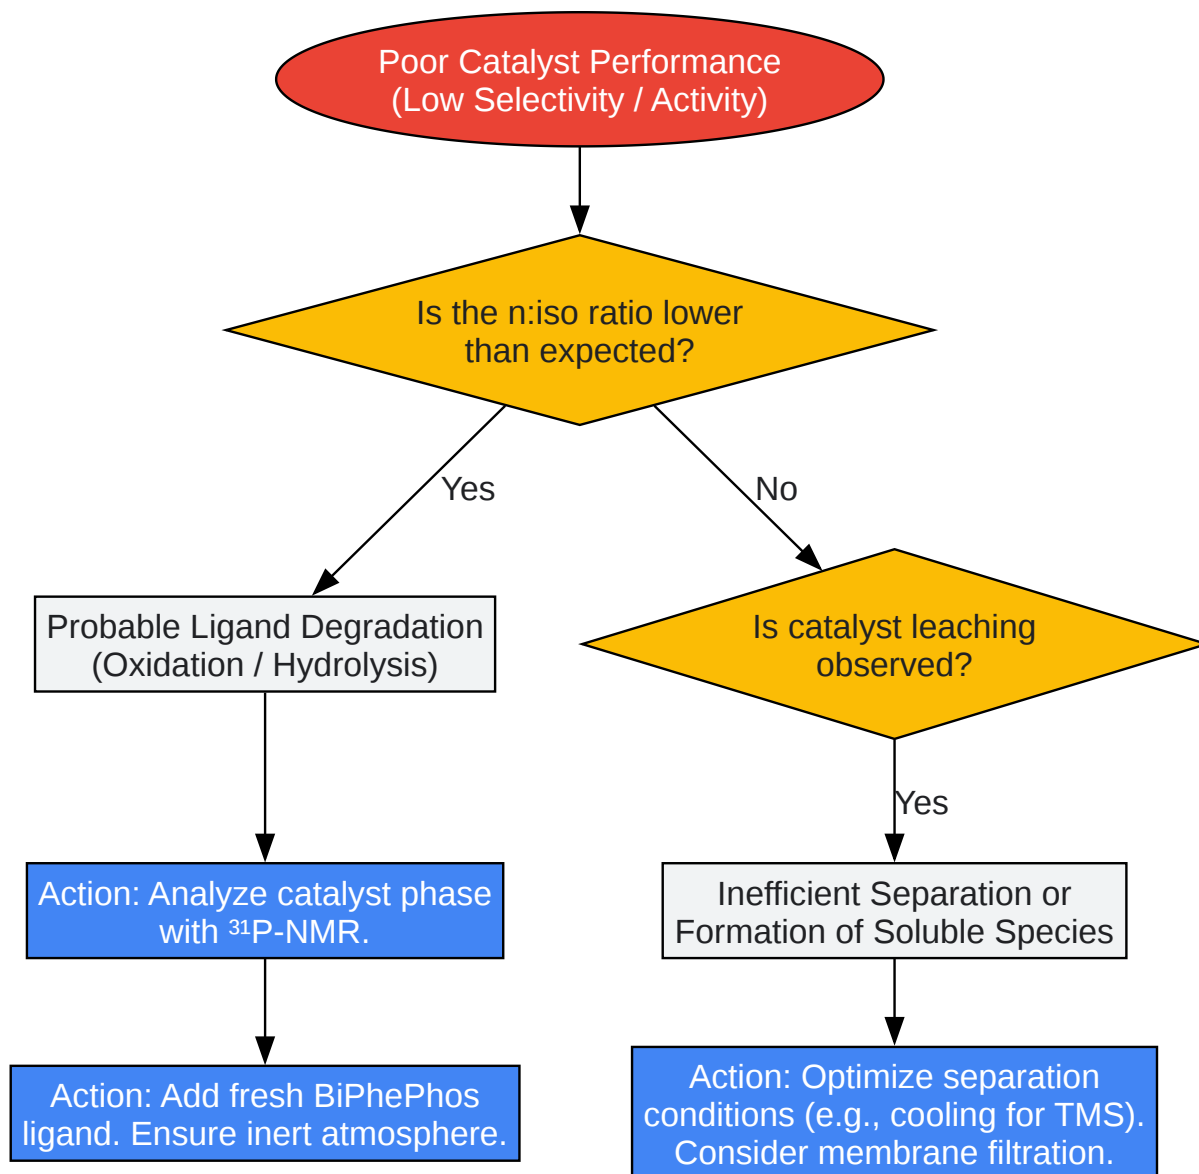 Poor Catalyst Performance
(Low Selectivity / Activity)
Is the n:iso ratio lower
than expected?
Yes
No
Probable Ligand Degradation
(Oxidation / Hydrolysis)
Is catalyst leaching
observed?
Yes
Action: Analyze catalyst phase
with ³¹P-NMR.
Inefficient Separation or
Formation of Soluble Species
Action: Add fresh BiPhePhos
ligand. Ensure inert atmosphere.
Action: Optimize separation
conditions (e.g., cooling for TMS).
Consider membrane filtration.